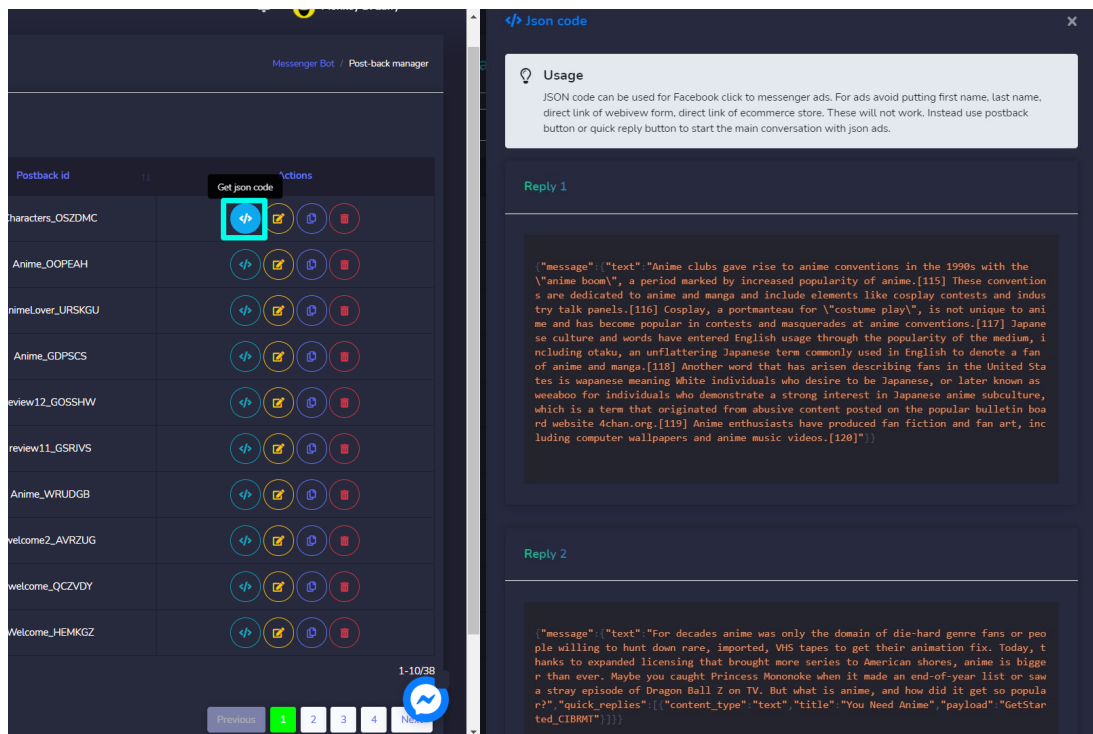 Messenger Bot / Post-back manager
Postback id
Actions
Get json code
Characters_OSZDMC
Anime_OOPEAH
nimeLover_URSKGU
Anime_GDPSCS
eview12_GOSSHW
review11_GSRJVS
Anime_WRUDGB
welcome2_AVRZUG
welcome_QCZVDY
Welcome_HEMKGZ
1-10/38
Previous 1 2 3 4
</> Json code ×
Usage
JSON code can be used for Facebook click to messenger ads. For ads avoid putting first name, last name,
direct link of webivew form, direct link of ecommerce store. These will not work. Instead use postback
button or quick reply button to start the main conversation with json ads.
Reply 1
{"message":{"text":"Anime clubs gave rise to anime conventions in the 1990s with the
\"anime boom\", a period marked by increased popularity of anime.[115] These convention
s are dedicated to anime and manga and include elements like cosplay contests and indus
try talk panels.[116] Cosplay, a portmanteau for \"costume play\", is not unique to ani
me and has become popular in contests and masquerades at anime conventions.[117] Japane
se culture and words have entered English usage through the popularity of the medium, i
ncluding otaku, an unflattering Japanese term commonly used in English to denote a fan
of anime and manga.[118] Another word that has arisen describing fans in the United Sta
tes is wapanese meaning White individuals who desire to be Japanese, or later known as
weeaboo for individuals who demonstrate a strong interest in Japanese anime subculture,
which is a term that originated from abusive content posted on the popular bulletin boa
rd website 4chan.org.[119] Anime enthusiasts have produced fan fiction and fan art, inc
luding computer wallpapers and anime music videos.[120]"}}
Reply 2
{"message":{"text":"For decades anime was only the domain of die-hard genre fans or peo
ple willing to hunt down rare, imported, VHS tapes to get their animation fix. Today, t
hanks to expanded licensing that brought more series to American shores, anime is bigge
r than ever. Maybe you caught Princess Mononoke when it made an end-of-year list or saw
a stray episode of Dragon Ball Z on TV. But what is anime, and how did it get so popula
r?","quick_replies":[{"content_type":"text","title":"You Need Anime","payload":"GetStar
ted_CIBRMT"}]}}